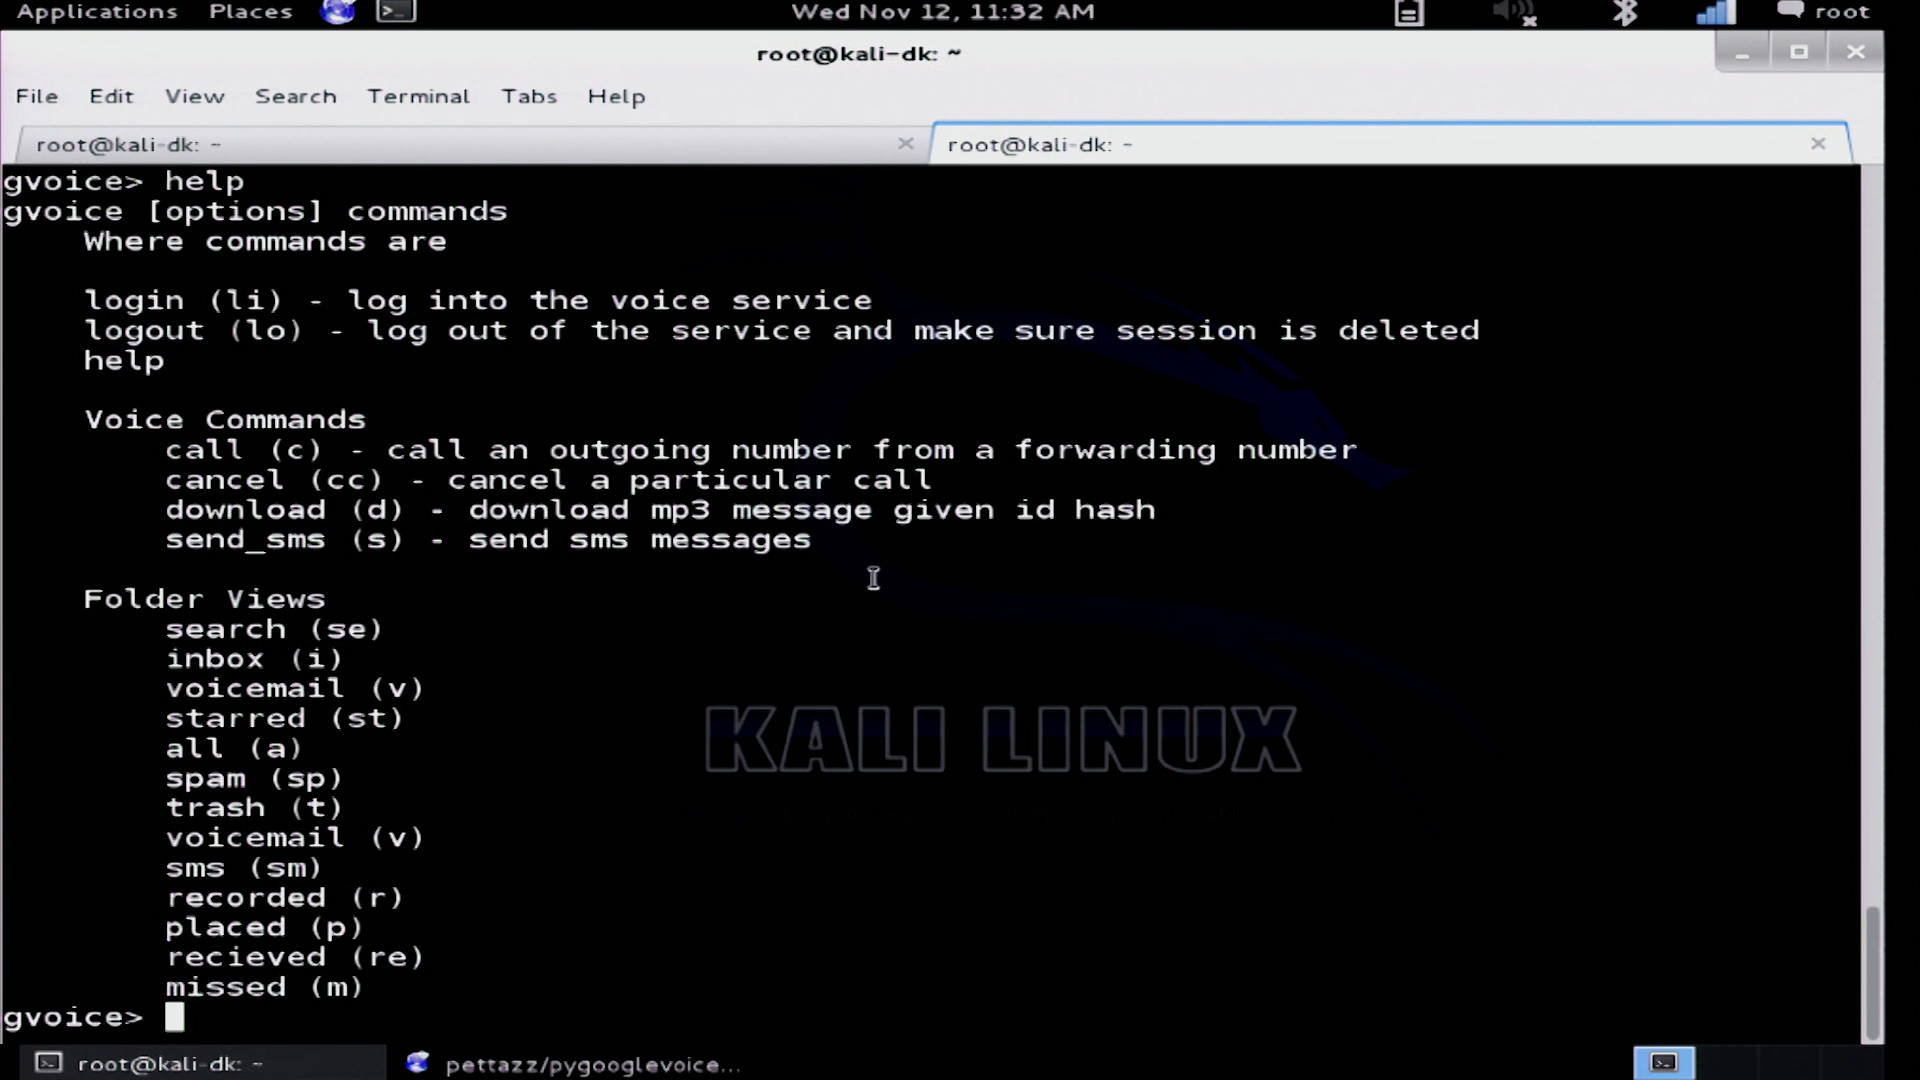 Applications Places Wed Nov 12, 11:32 AM root
root@kali-dk: ~
File Edit View Search Terminal Tabs Help
root@kali-dk: ~ root@kali-dk: ~
gvoice> help
gvoice [options] commands
Where commands are
login (li) - log into the voice service
logout (lo) - log out of the service and make sure session is deleted
help
Voice Commands
call (c) - call an outgoing number from a forwarding number
cancel (cc) - cancel a particular call
download (d) - download mp3 message given id hash
send_sms (s) - send sms messages
Folder Views
search (se)
inbox (i)
voicemail (v)
starred (st)
all (a)
spam (sp)
trash (t)
voicemail (v)
sms (sm)
recorded (r)
placed (p)
recieved (re)
missed (m)
gvoice>
KALI LINUX
root@kali-dk: ~ pettazz/pygooglevoice...